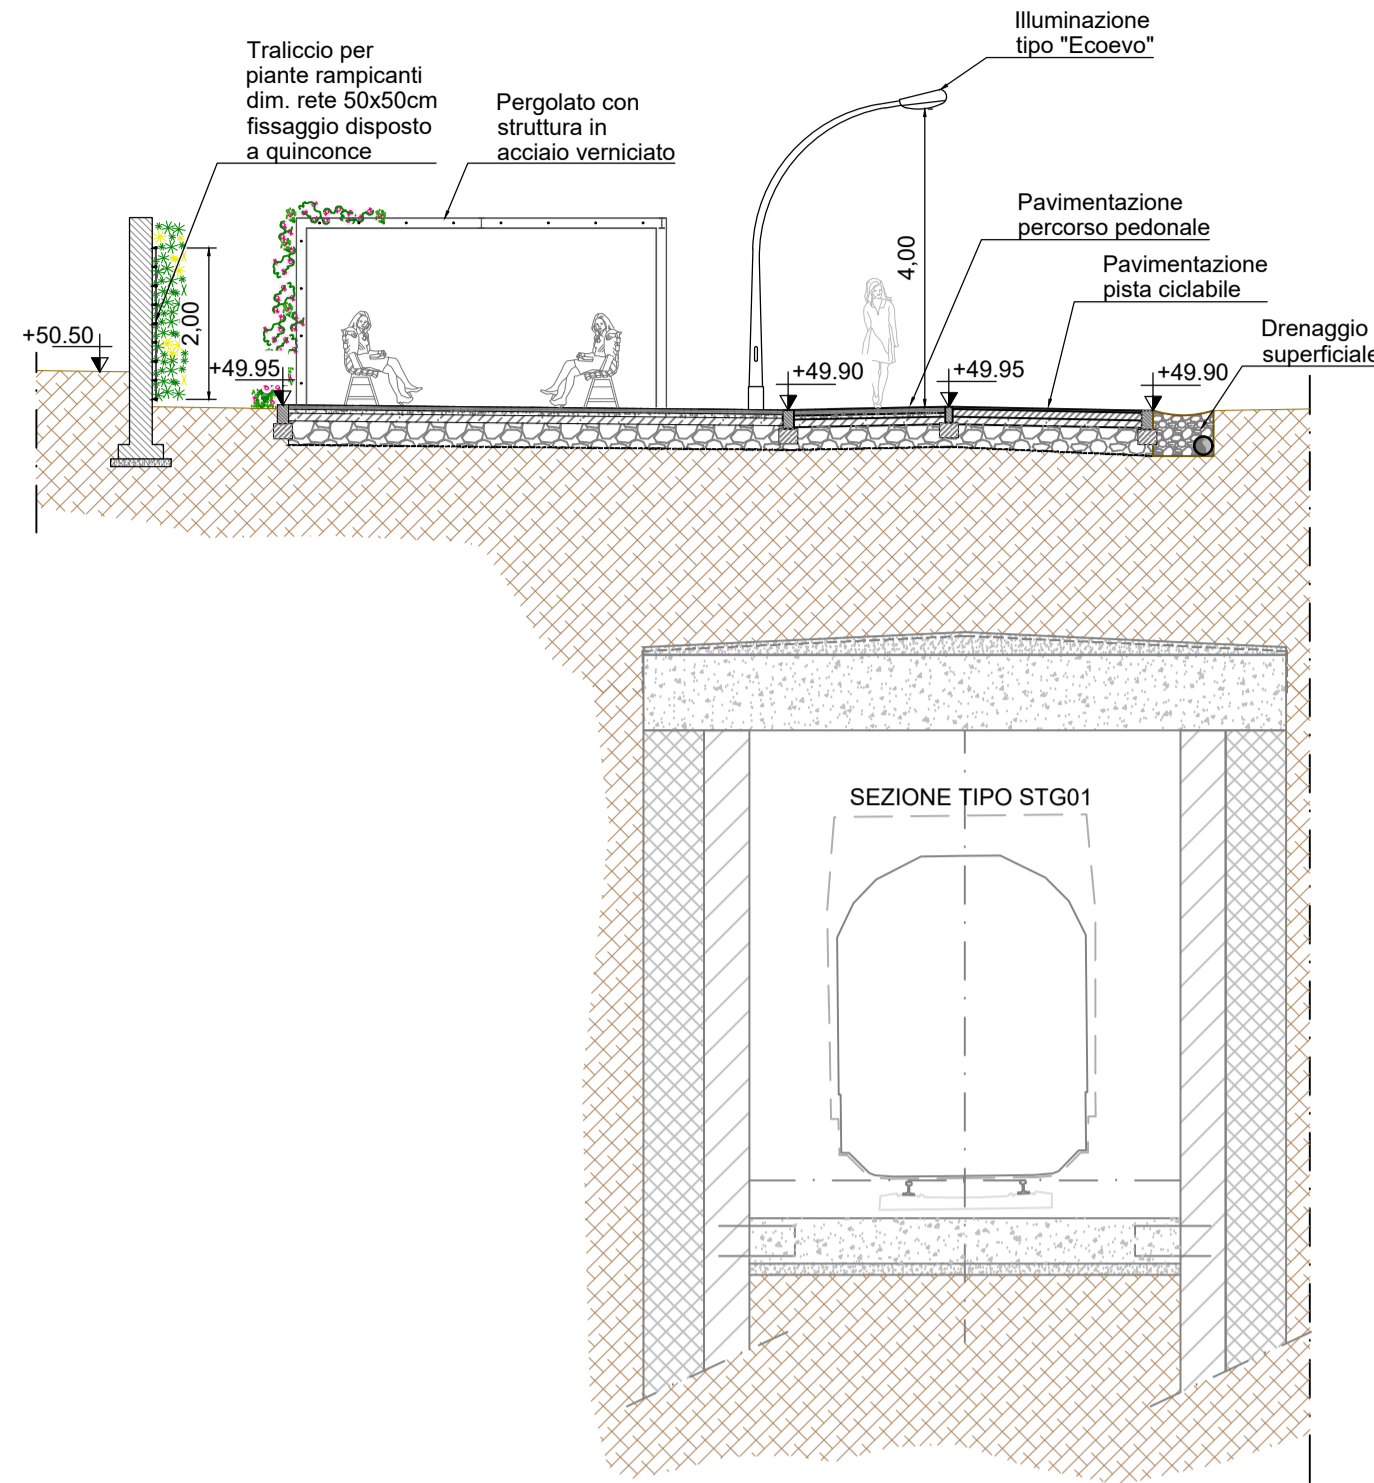 Illuminazione
tipo "Ecoevo"
Traliccio per
piante rampicanti
dim. rete 50x50cm
fissaggio disposto
a quinconce
Pergolato con
struttura in
acciaio verniciato
Pavimentazione
percorso pedonale
Pavimentazione
pista ciclabile
Drenaggio
superficiale
4,00
2,00
+50.50
+49.95
+49.90
+49.95
+49.90
SEZIONE TIPO STG01